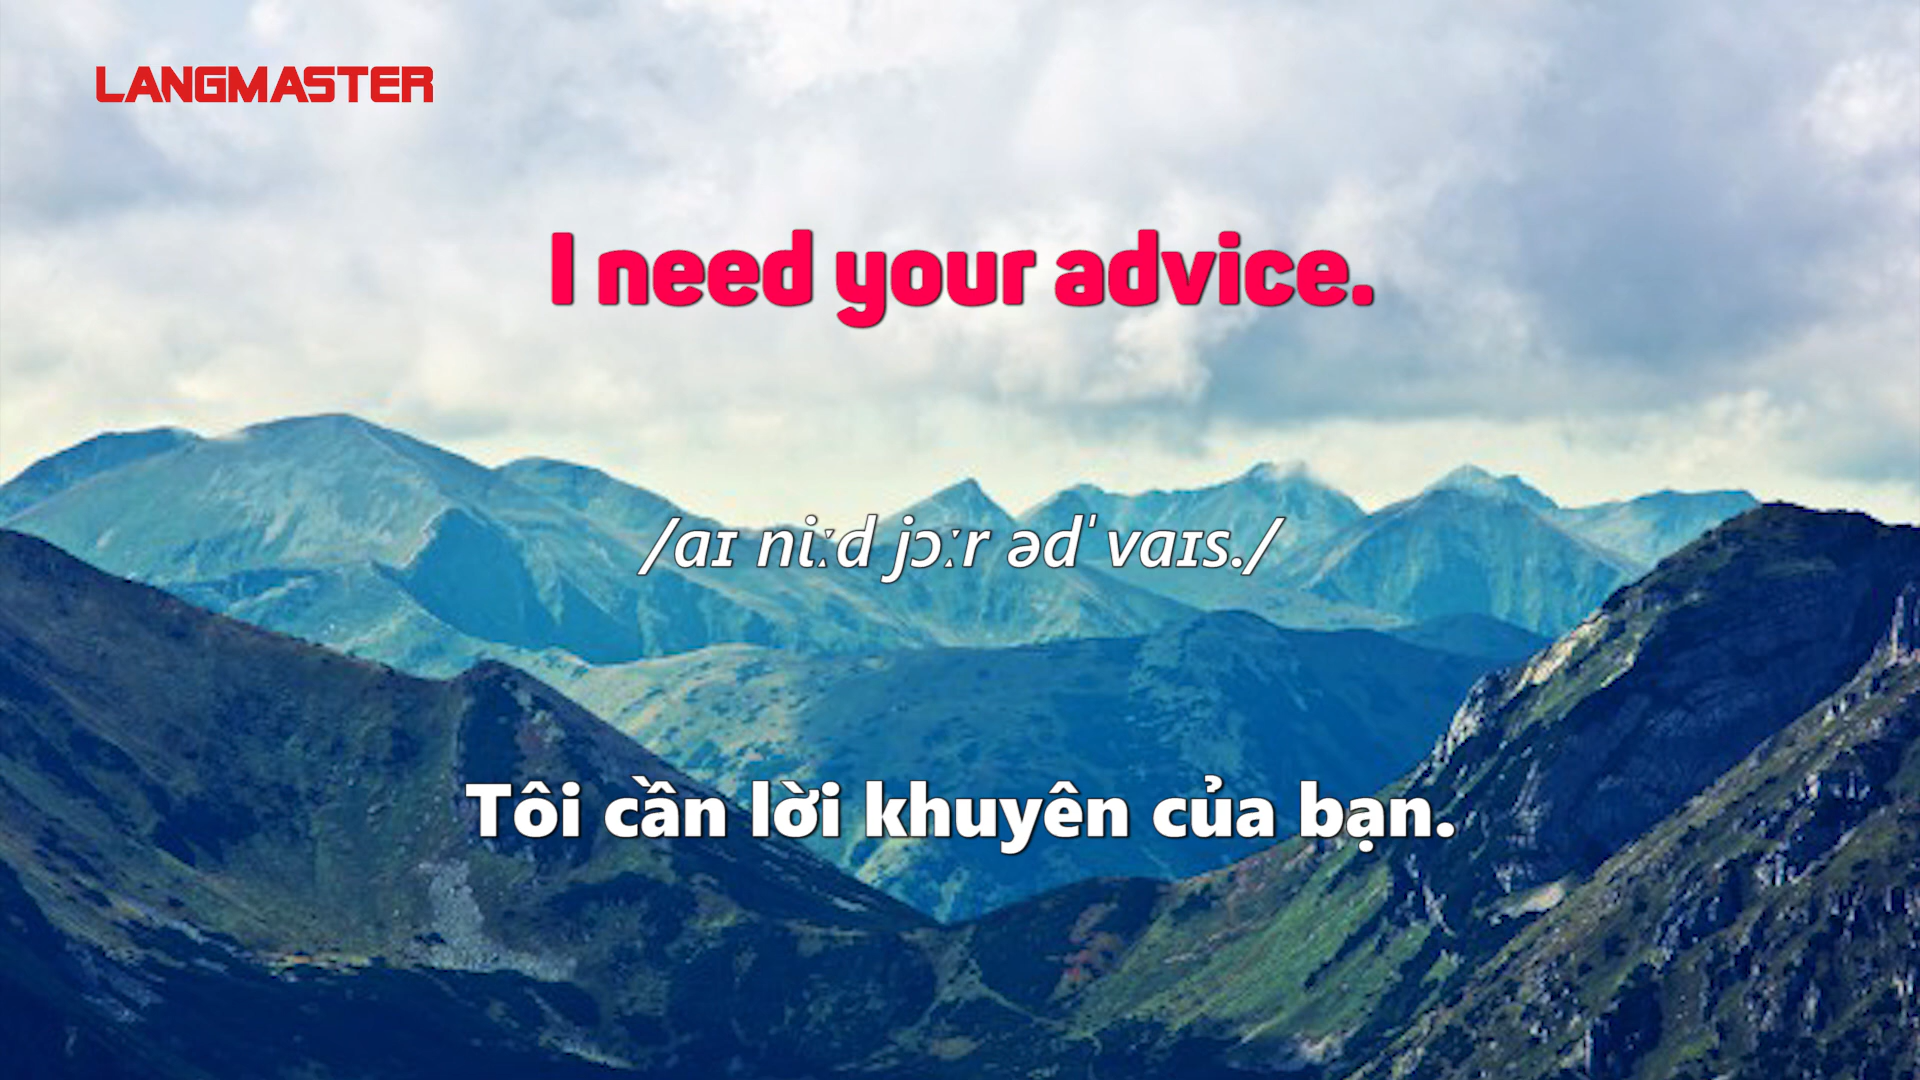 LANGMASTER
I need your advice.
/aɪ niːd jɔːr ədˈvaɪs./
Tôi cần lời khuyên của bạn.